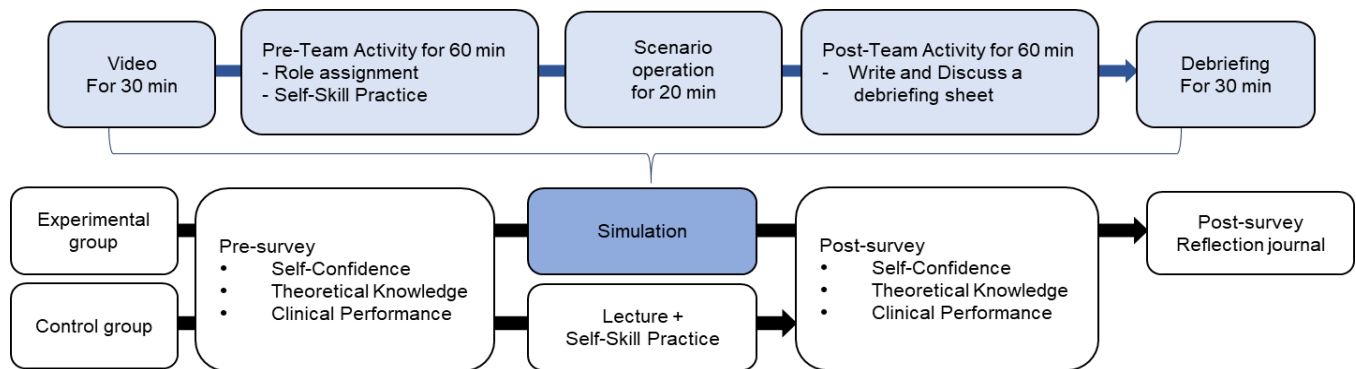 Video
For 30 min
Pre-Team Activity for 60 min
- Role assignment
- Self-Skill Practice
Scenario
operation
for 20 min
Post-Team Activity for 60 min
- Write and Discuss a
debriefing sheet
Debriefing
For 30 min
Experimental
group
Control group
Pre-survey
• Self-Confidence
• Theoretical Knowledge
• Clinical Performance
Simulation
Lecture +
Self-Skill Practice
Post-survey
• Self-Confidence
• Theoretical Knowledge
• Clinical Performance
Post-survey
Reflection journal